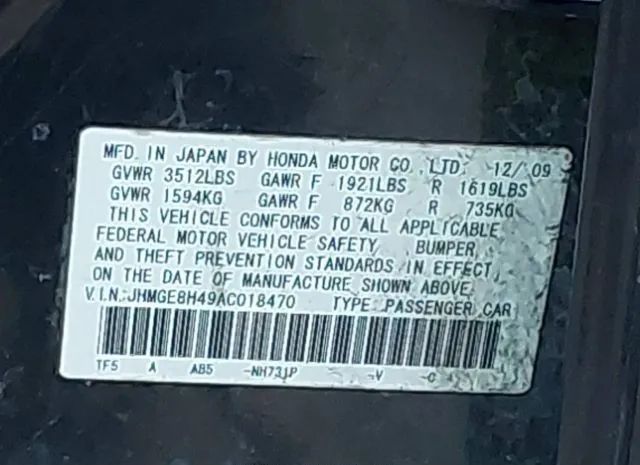 MFD. IN JAPAN BY HONDA MOTOR CO., LTD. 12/ 09
GVWR 3512LBS GAWR F 1921LBS R 1619LBS
GVWR 1594KG GAWR F 872KG R 735KG
THIS VEHICLE CONFORMS TO ALL APPLICABLE
FEDERAL MOTOR VEHICLE SAFETY, BUMPER,
AND THEFT PREVENTION STANDARDS IN EFFECT
ON THE DATE OF MANUFACTURE SHOWN ABOVE.
V.I.N:JHMGE8H49AC018470 TYPE:PASSENGER CAR
TF5 A AB5 -NH731P -V -C